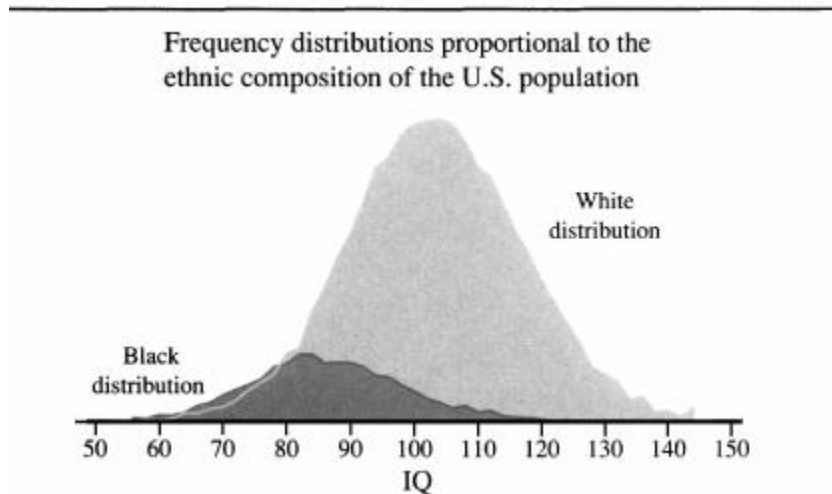 Frequency distributions proportional to the
ethnic composition of the U.S. population
White
distribution
Black
distribution
50 60 70 80 90 100 110 120 130 140 150
IQ